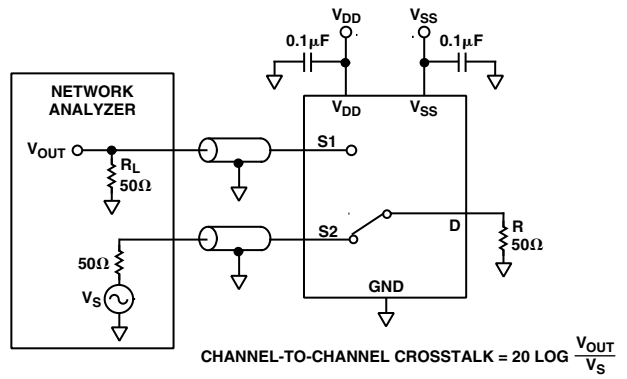 VDD
VSS
0.1μF
0.1μF
NETWORK
ANALYZER
VDD
VSS
VOUT
S1
RL
50Ω
S2
D
R
50Ω
50Ω
VS
GND
CHANNEL-TO-CHANNEL CROSSTALK = 20 LOG VOUT
VS